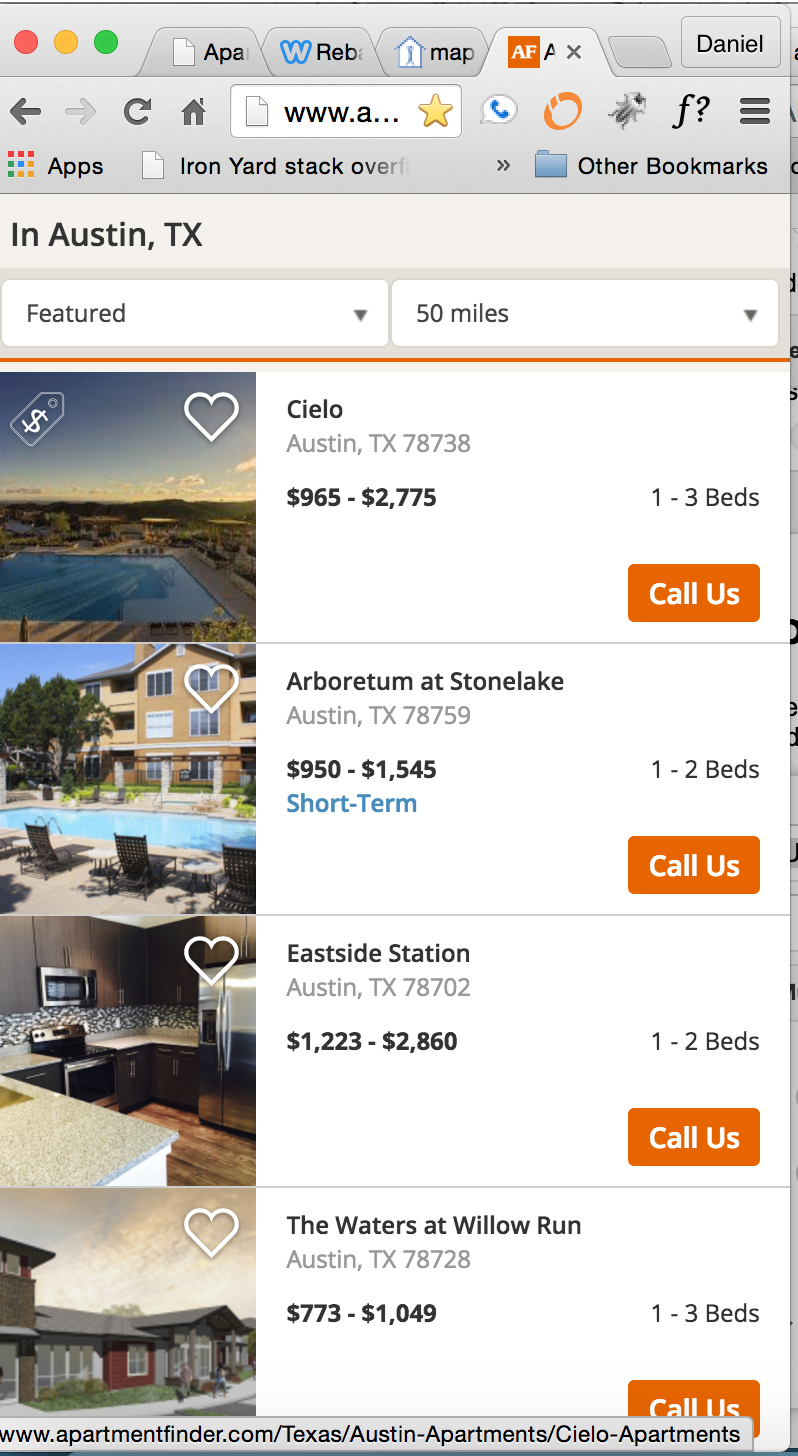 Daniel
Apa
Reb
map
AF A
www.a...
f?
Apps
Iron Yard stack overfl
»
Other Bookmarks
In Austin, TX
Featured
50 miles
$
Cielo
Austin, TX 78738
$965 - $2,775
1 - 3 Beds
Call Us
Arboretum at Stonelake
Austin, TX 78759
$950 - $1,545
1 - 2 Beds
Short-Term
Call Us
Eastside Station
Austin, TX 78702
$1,223 - $2,860
1 - 2 Beds
Call Us
The Waters at Willow Run
Austin, TX 78728
$773 - $1,049
1 - 3 Beds
Call Us
www.apartmentfinder.com/Texas/Austin-Apartments/Cielo-Apartments